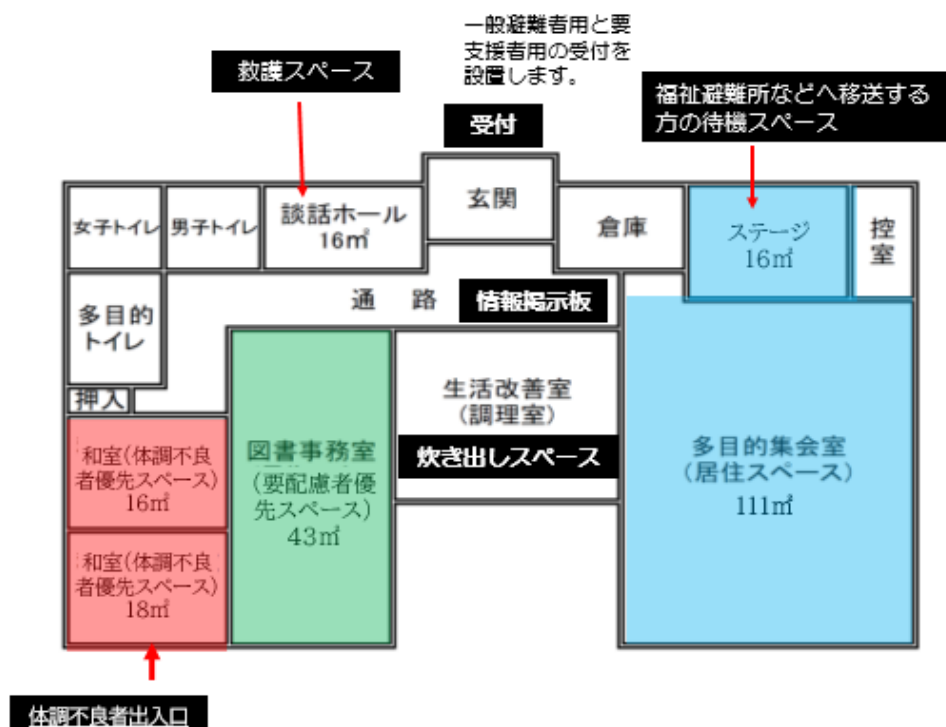 一般避難者用と要
支援者用の受付を
設置します。
救護スペース
受付
福祉避難所などへ移送する
方の待機スペース
女子トイレ
男子トイレ
談話ホール
16㎡
玄関
倉庫
ステージ
16㎡
控
室
多目的
トイレ
通 路
情報掲示板
押入
和室(体調不良
者優先スペース)
16㎡
図書事務室
(要配慮者優
先スペース)
43㎡
生活改善室
(調理室)
炊き出しスペース
多目的集会室
(居住スペース)
111㎡
和室(体調不良
者優先スペース)
18㎡
体調不良者出入口